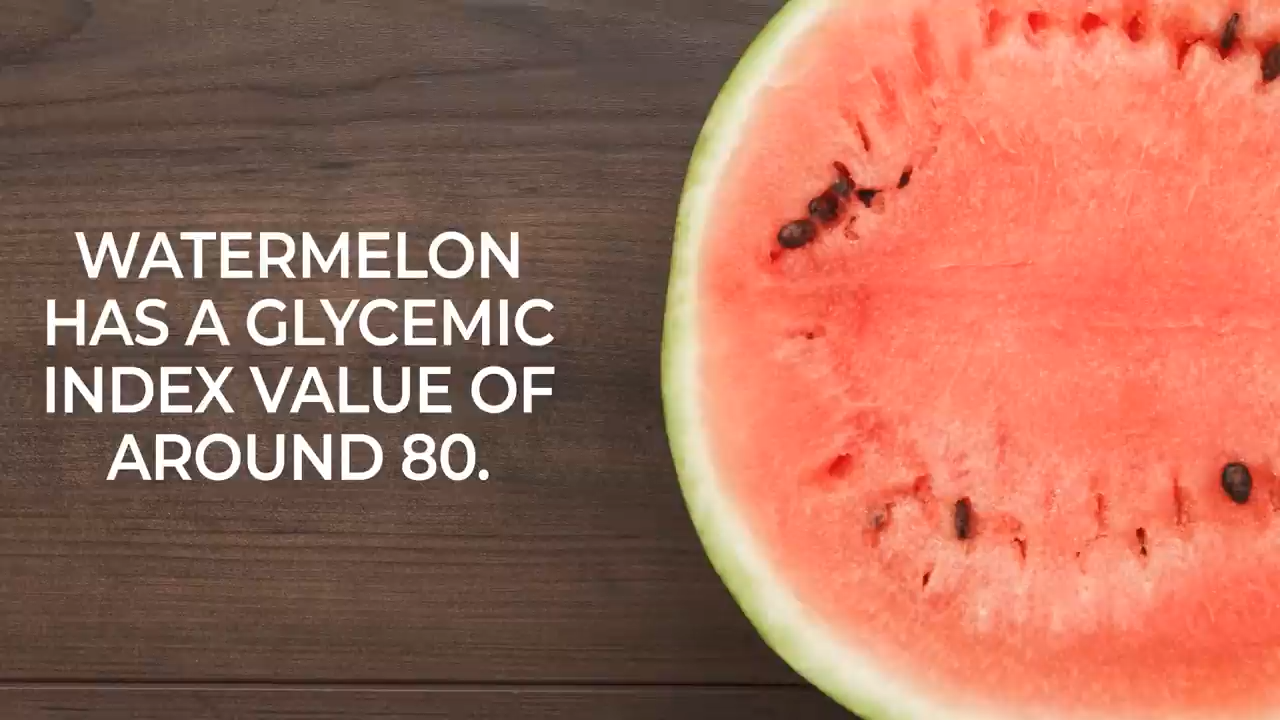 WATERMELON
HAS A GLYCEMIC
INDEX VALUE OF
AROUND 80.